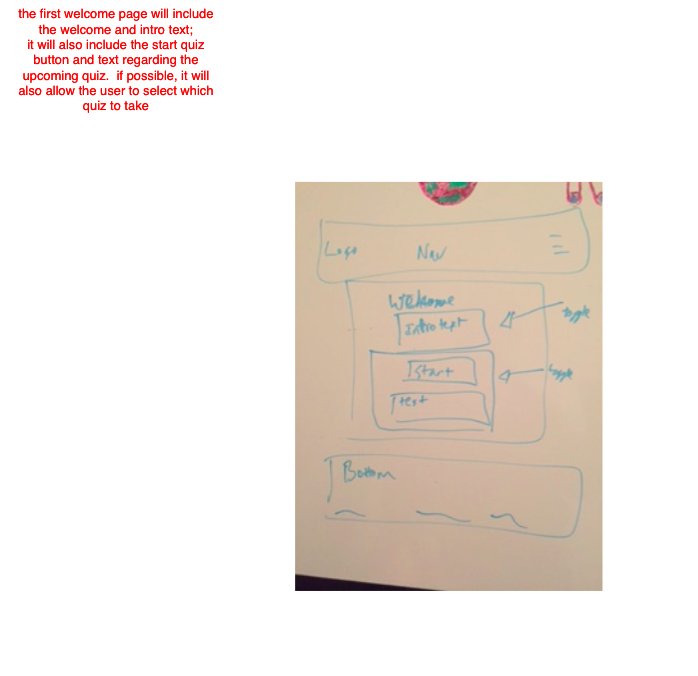 the first welcome page will include
the welcome and intro text;
it will also include the start quiz
button and text regarding the
upcoming quiz. if possible, it will
also allow the user to select which
quiz to take
Logo Nav
Welcome
Intro text
toggle
Start
toggle
text
Bottom